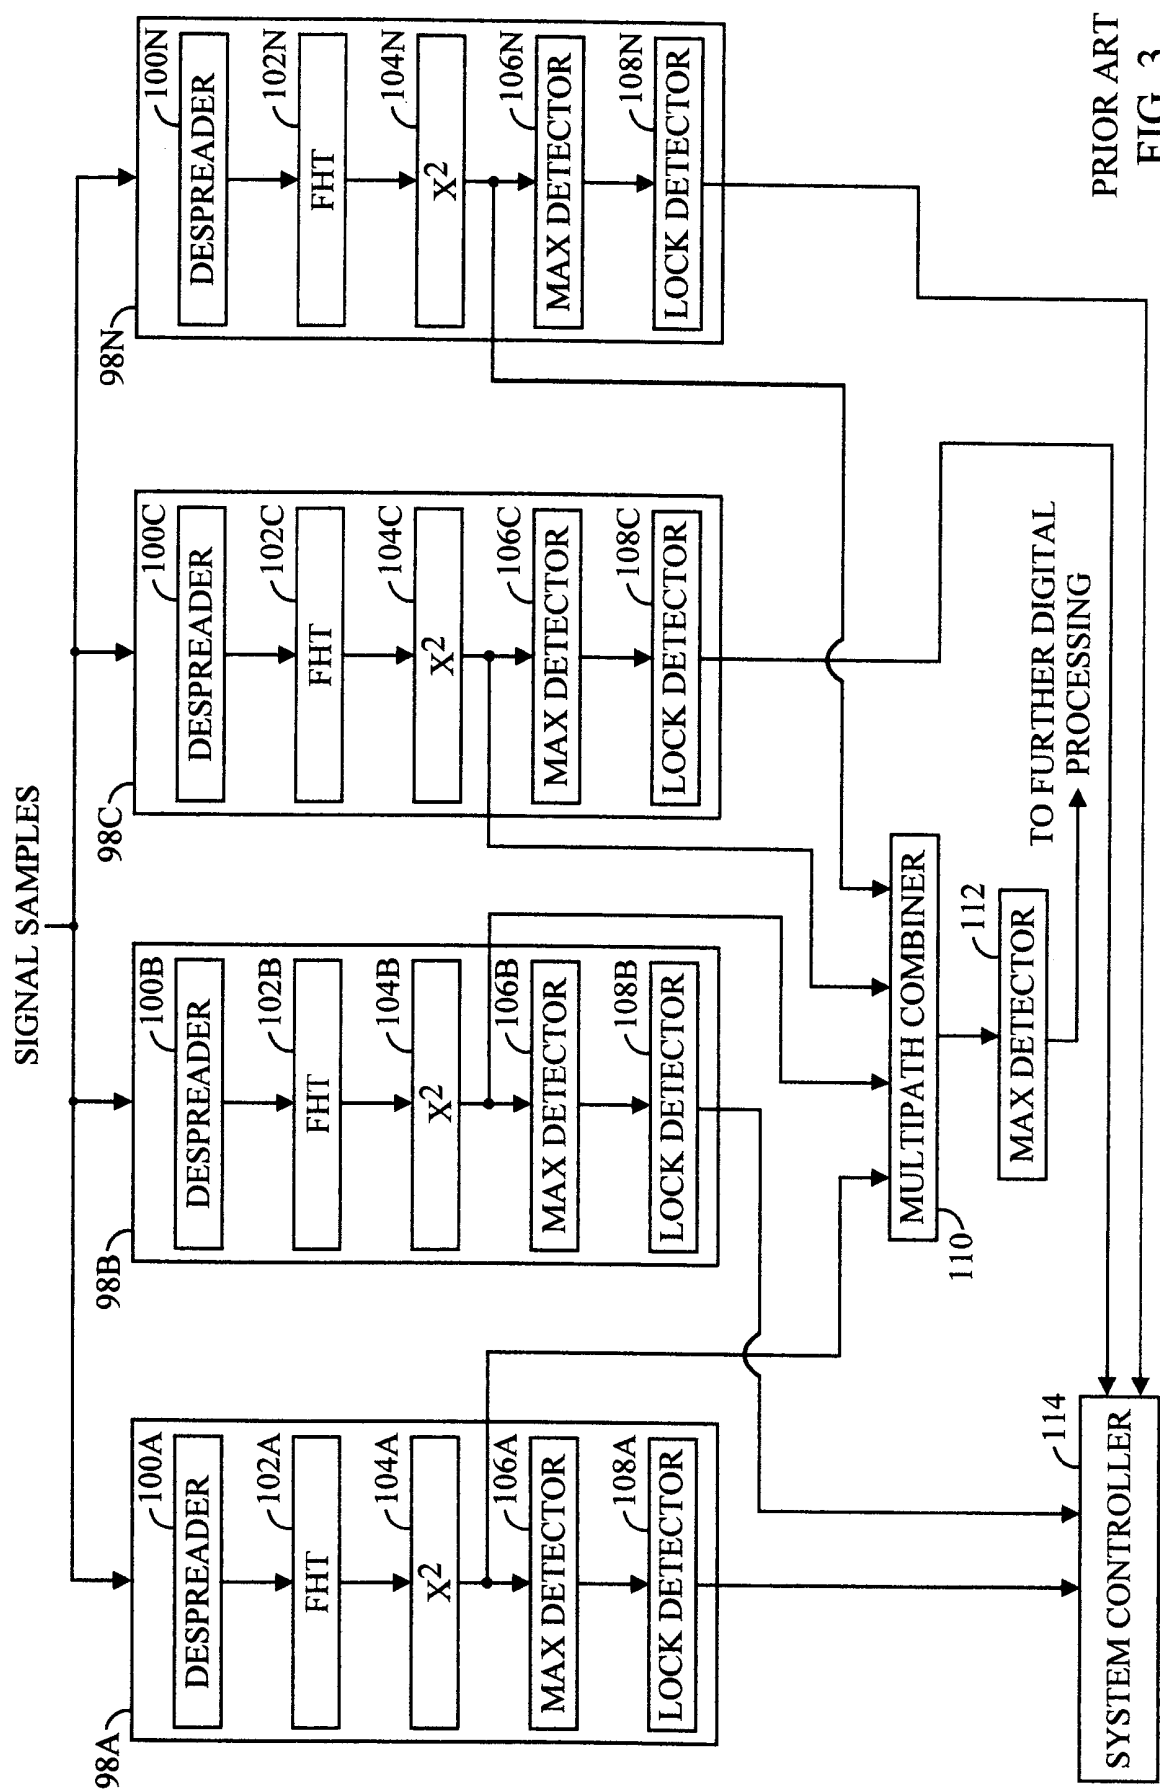 SIGNAL SAMPLES
98A
100A
DESPREADER
102A
FHT
104A
X²
106A
MAX DETECTOR
108A
LOCK DETECTOR
98B
100B
DESPREADER
102B
FHT
104B
X²
106B
MAX DETECTOR
108B
LOCK DETECTOR
98C
100C
DESPREADER
102C
FHT
104C
X²
106C
MAX DETECTOR
108C
LOCK DETECTOR
98N
100N
DESPREADER
102N
FHT
104N
X²
106N
MAX DETECTOR
108N
LOCK DETECTOR
MULTIPATH COMBINER
110
112
MAX DETECTOR
TO FURTHER DIGITAL
PROCESSING
114
SYSTEM CONTROLLER
PRIOR ART
FIG. 3